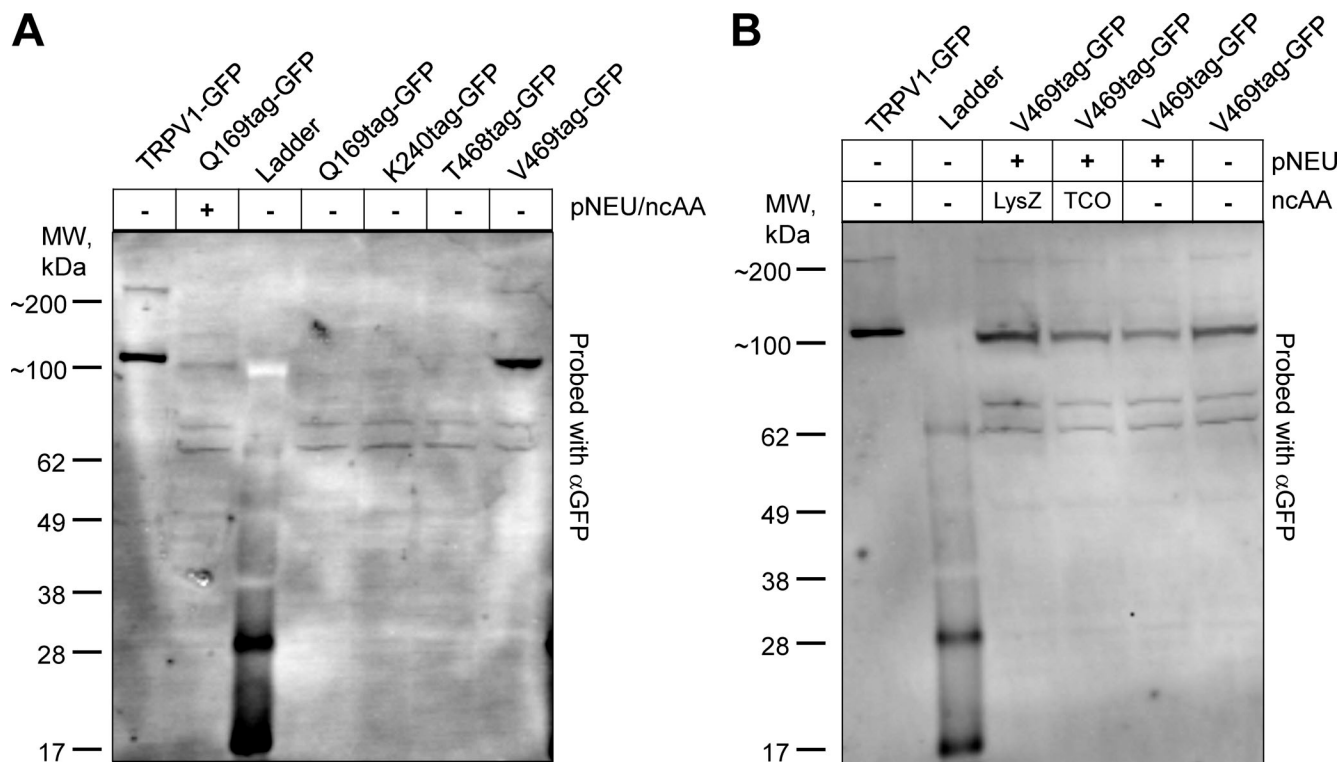 A
TRPV1-GFP
Q169tag-GFP
Ladder
Q169tag-GFP
K240tag-GFP
T468tag-GFP
V469tag-GFP
- + - - - - - pNEU/ncAA
MW,
kDa
~200
~100
62
49
38
28
17
Probed with αGFP
B
TRPV1-GFP
Ladder
V469tag-GFP
V469tag-GFP
V469tag-GFP
V469tag-GFP
- - + + + - pNEU
- - LysZ TCO - - ncAA
MW,
kDa
~200
~100
62
49
38
28
17
Probed with αGFP